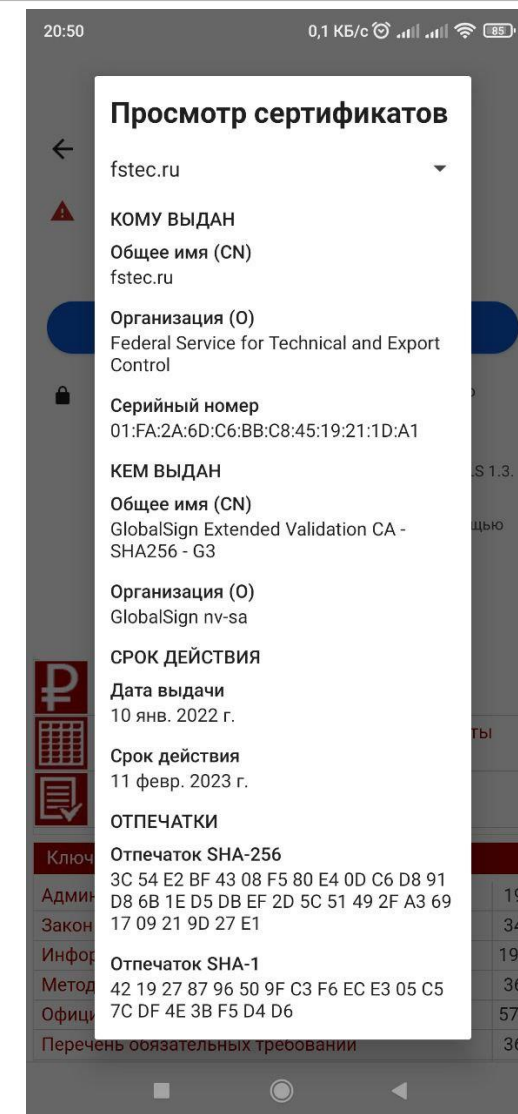 20:50
0,1 КБ/с
85
Просмотр сертификатов
fstec.ru
КОМУ ВЫДАН
Общее имя (CN)
fstec.ru
Организация (O)
Federal Service for Technical and Export
Control
Серийный номер
01:FA:2A:6D:C6:BB:C8:45:19:21:1D:A1
КЕМ ВЫДАН
S 1.3.
Общее имя (CN)
GlobalSign Extended Validation CA -
SHA256 - G3
щью
Организация (O)
GlobalSign nv-sa
СРОК ДЕЙСТВИЯ
Дата выдачи
10 янв. 2022 г.
ты
Срок действия
11 февр. 2023 г.
ОТПЕЧАТКИ
Ключ
Отпечаток SHA-256
3C 54 E2 BF 43 08 F5 80 E4 0D C6 D8 91
D8 6B 1E D5 DB EF 2D 5C 51 49 2F A3 69
17 09 21 9D 27 E1
Админ 19
Закон 34
Инфор 19
Отпечаток SHA-1
42 19 27 87 96 50 9F C3 F6 EC E3 05 C5
7C DF 4E 3B F5 D4 D6
Метод 36
Офици 57
Перечень обязательных требований 36